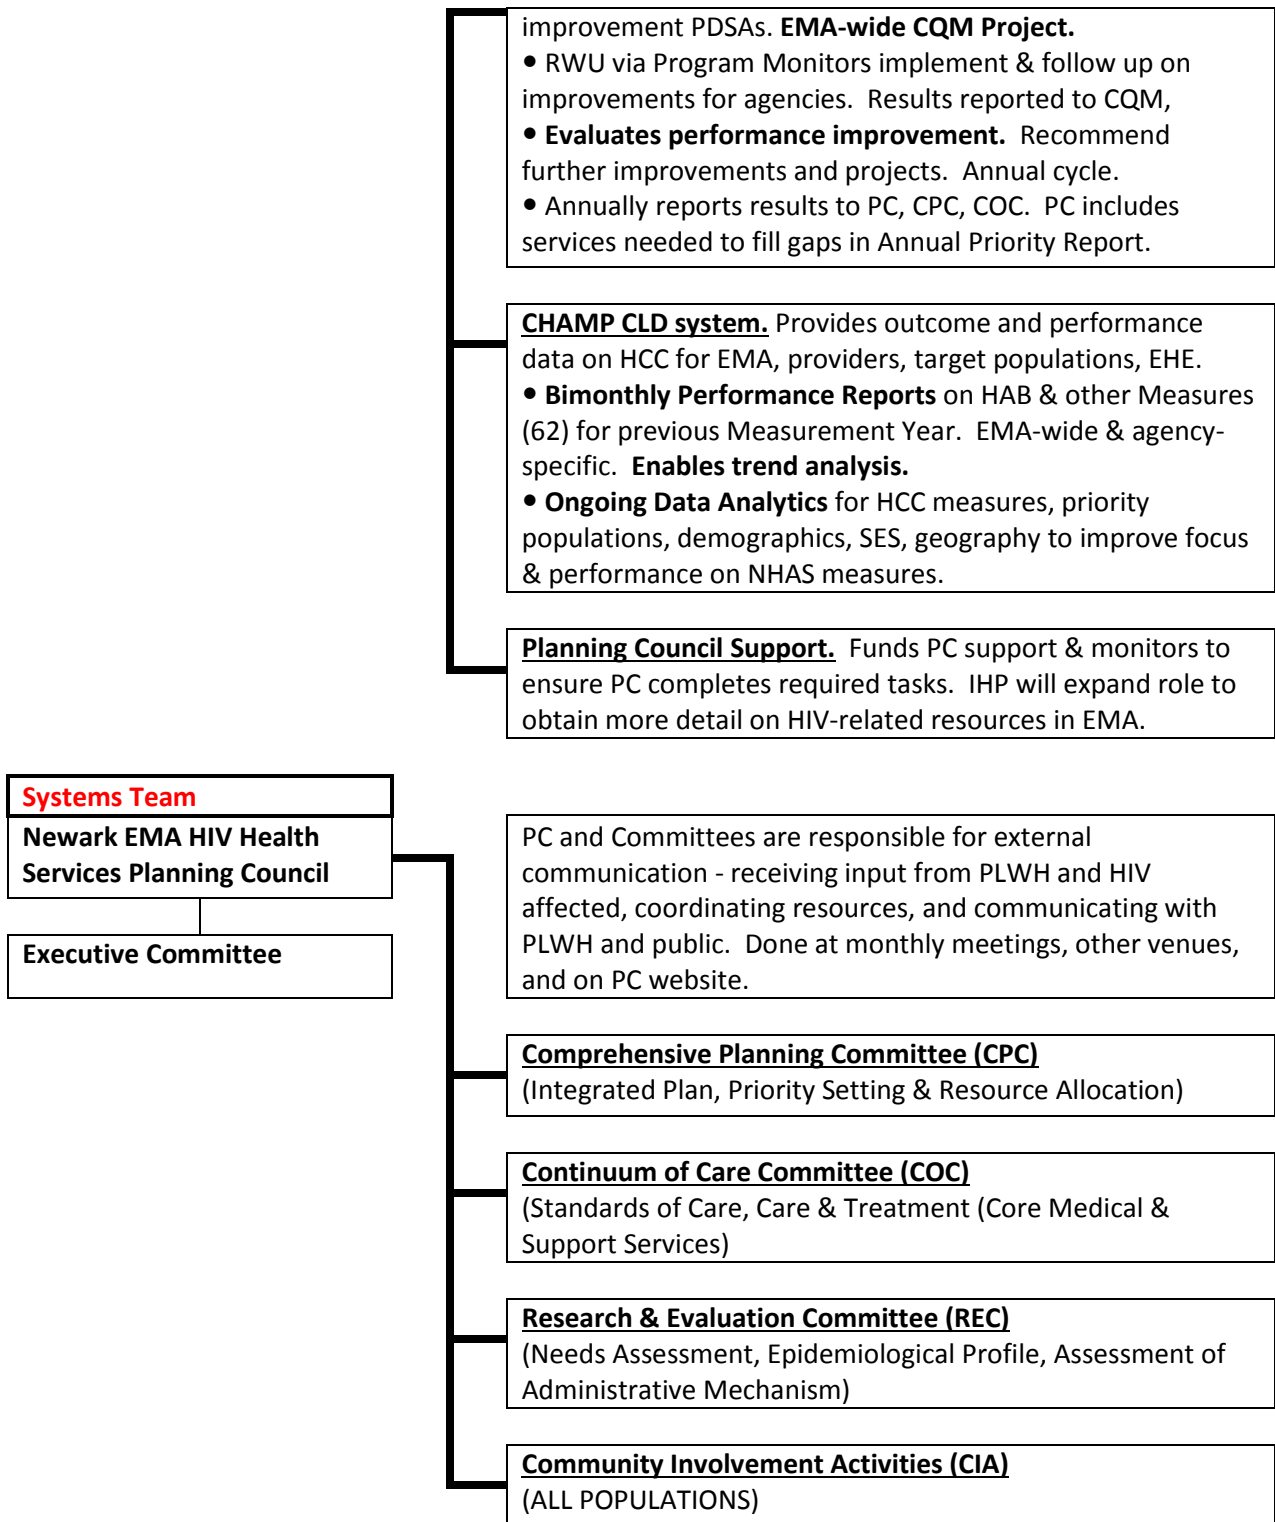 improvement PDSAs. EMA-wide CQM Project.
• RWU via Program Monitors implement & follow up on
improvements for agencies. Results reported to CQM,
• Evaluates performance improvement. Recommend
further improvements and projects. Annual cycle.
• Annually reports results to PC, CPC, COC. PC includes
services needed to fill gaps in Annual Priority Report.
CHAMP CLD system. Provides outcome and performance
data on HCC for EMA, providers, target populations, EHE.
• Bimonthly Performance Reports on HAB & other Measures
(62) for previous Measurement Year. EMA-wide & agency-
specific. Enables trend analysis.
• Ongoing Data Analytics for HCC measures, priority
populations, demographics, SES, geography to improve focus
& performance on NHAS measures.
Planning Council Support. Funds PC support & monitors to
ensure PC completes required tasks. IHP will expand role to
obtain more detail on HIV-related resources in EMA.
Systems Team
Newark EMA HIV Health
Services Planning Council
Executive Committee
PC and Committees are responsible for external
communication - receiving input from PLWH and HIV
affected, coordinating resources, and communicating with
PLWH and public. Done at monthly meetings, other venues,
and on PC website.
Comprehensive Planning Committee (CPC)
(Integrated Plan, Priority Setting & Resource Allocation)
Continuum of Care Committee (COC)
(Standards of Care, Care & Treatment (Core Medical &
Support Services)
Research & Evaluation Committee (REC)
(Needs Assessment, Epidemiological Profile, Assessment of
Administrative Mechanism)
Community Involvement Activities (CIA)
(ALL POPULATIONS)